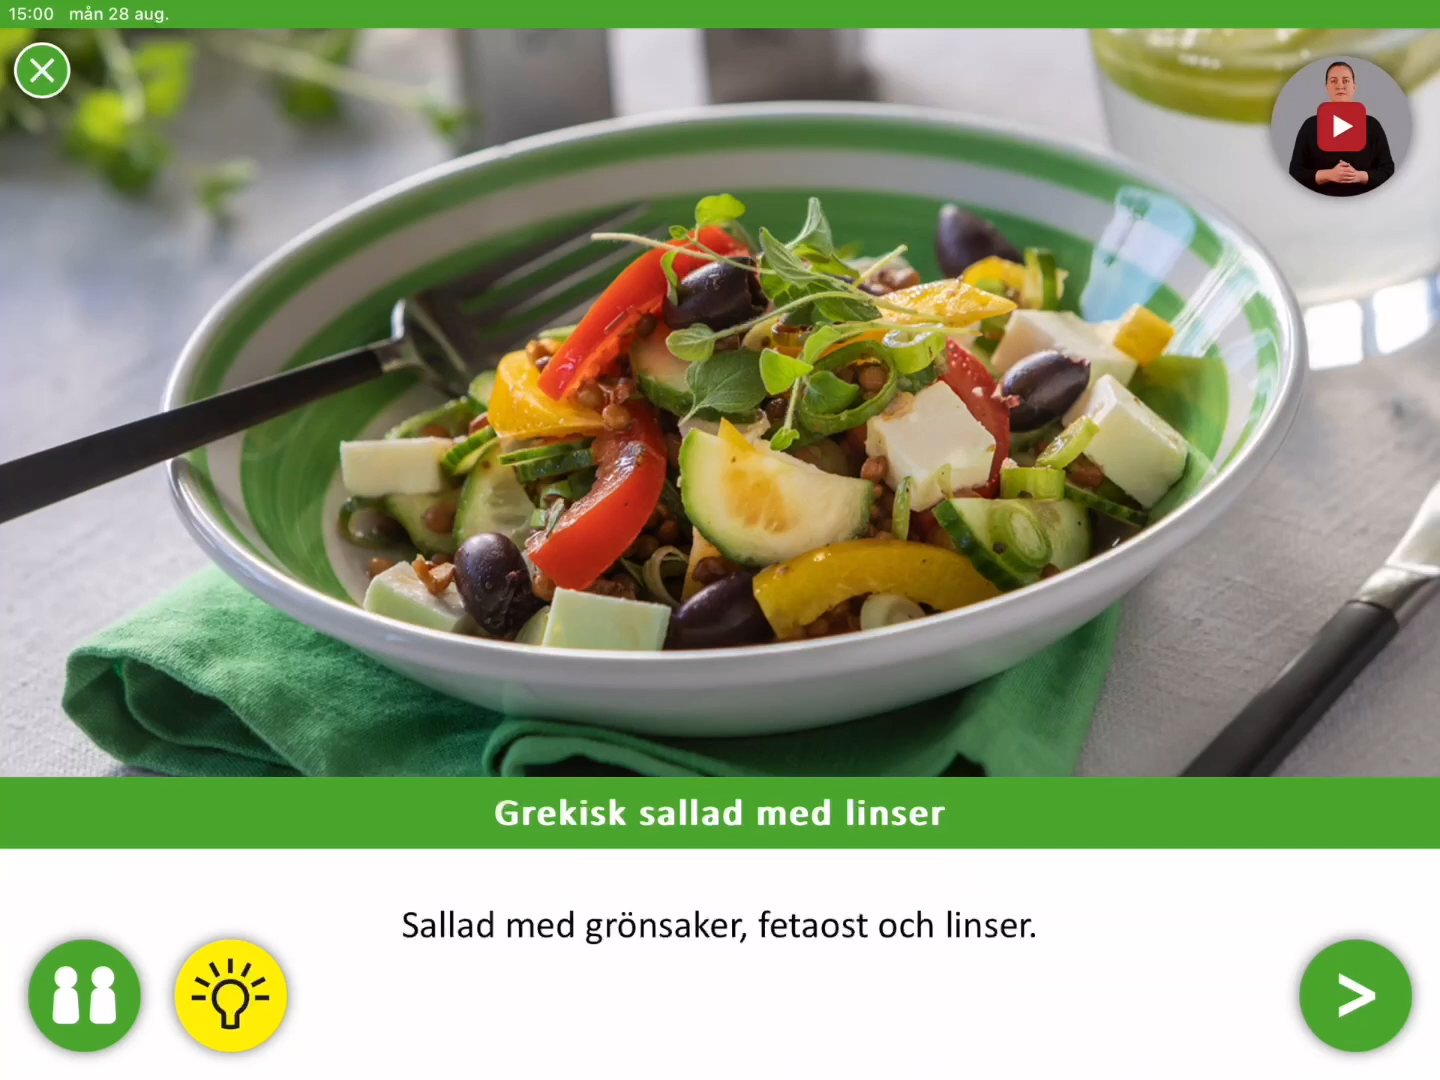 15:00 mån 28 aug.
Grekisk sallad med linser
Sallad med grönsaker, fetaost och linser.
>